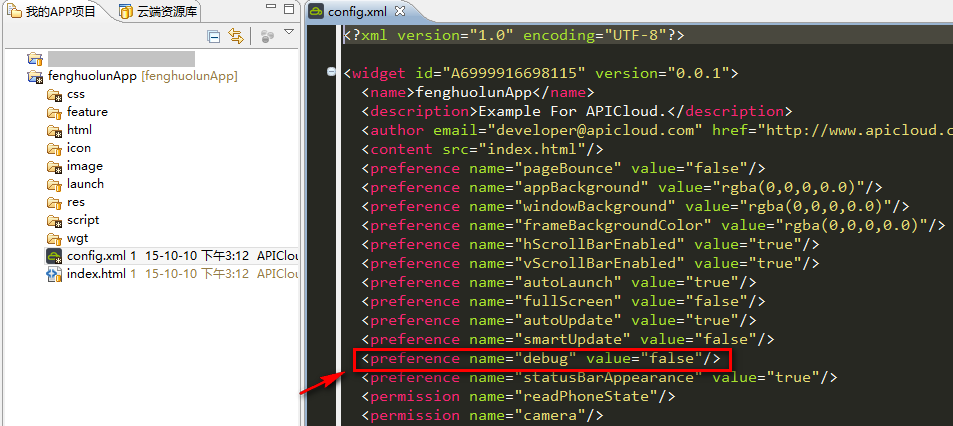 我的APP项目 云端资源库
fenghuolunApp [fenghuolunApp]
css
feature
html
icon
image
launch
res
script
wgt
config.xml 1 15-10-10 下午3:12 APICloud
index.html 1 15-10-10 下午3:12 APICloud
config.xml
<?xml version="1.0" encoding="UTF-8"?>
<widget id="A6999916698115" version="0.0.1">
<name>fenghuolunApp</name>
<description>Example For APICloud.</description>
<author email="developer@apicloud.com" href="http://www.apicloud.c
<content src="index.html"/>
<preference name="pageBounce" value="false"/>
<preference name="appBackground" value="rgba(0,0,0,0.0)"/>
<preference name="windowBackground" value="rgba(0,0,0,0.0)"/>
<preference name="frameBackgroundColor" value="rgba(0,0,0,0.0)"/>
<preference name="hScrollBarEnabled" value="true"/>
<preference name="vScrollBarEnabled" value="true"/>
<preference name="autoLaunch" value="true"/>
<preference name="fullScreen" value="false"/>
<preference name="autoUpdate" value="true"/>
<preference name="smartUpdate" value="false"/>
<preference name="debug" value="false"/>
<preference name="statusBarAppearance" value="true"/>
<permission name="readPhoneState"/>
<permission name="camera"/>